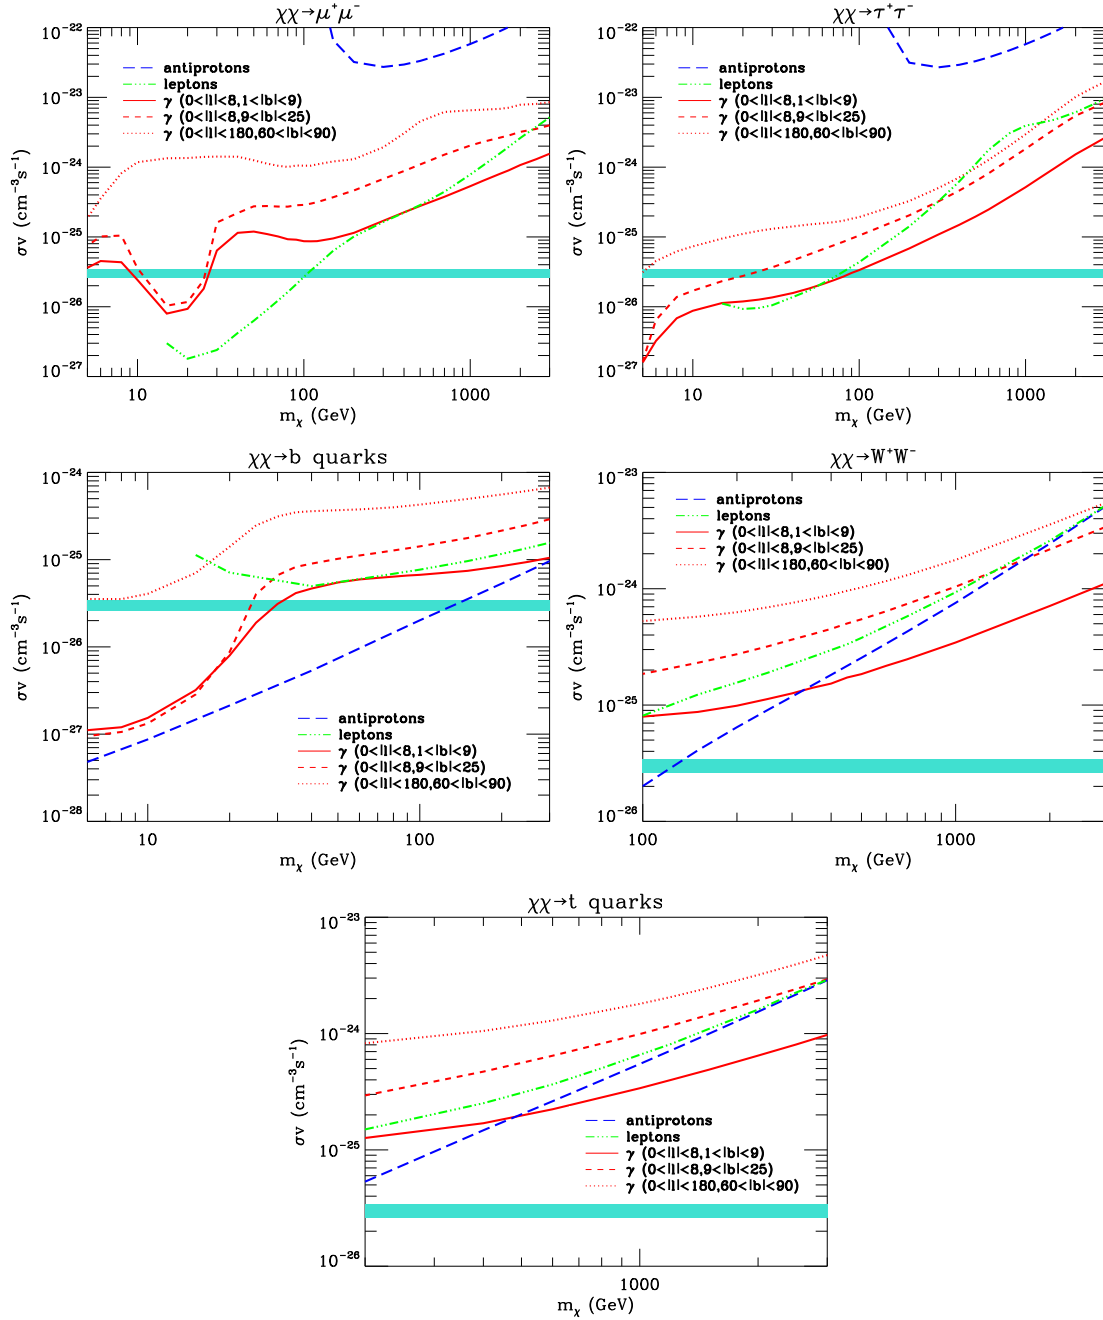 χχ→μ⁺μ⁻
10⁻²²
10⁻²³
10⁻²⁴
10⁻²⁵
10⁻²⁶
10⁻²⁷
σv (cm⁻³s⁻¹)
antiprotons
leptons
γ (0<|l|<8,1<|b|<9)
γ (0<|l|<8,9<|b|<25)
γ (0<|l|<180,60<|b|<90)
10 100 1000
m_χ (GeV)
χχ→τ⁺τ⁻
10⁻²²
10⁻²³
10⁻²⁴
10⁻²⁵
10⁻²⁶
10⁻²⁷
σv (cm⁻³s⁻¹)
antiprotons
leptons
γ (0<|l|<8,1<|b|<9)
γ (0<|l|<8,9<|b|<25)
γ (0<|l|<180,60<|b|<90)
10 100 1000
m_χ (GeV)
χχ→b quarks
10⁻²⁴
10⁻²⁵
10⁻²⁶
10⁻²⁷
10⁻²⁸
σv (cm⁻³s⁻¹)
antiprotons
leptons
γ (0<|l|<8,1<|b|<9)
γ (0<|l|<8,9<|b|<25)
γ (0<|l|<180,60<|b|<90)
10 100
m_χ (GeV)
χχ→W⁺W⁻
10⁻²³
10⁻²⁴
10⁻²⁵
10⁻²⁶
σv (cm⁻³s⁻¹)
antiprotons
leptons
γ (0<|l|<8,1<|b|<9)
γ (0<|l|<8,9<|b|<25)
γ (0<|l|<180,60<|b|<90)
100 1000
m_χ (GeV)
χχ→t quarks
10⁻²³
10⁻²⁴
10⁻²⁵
10⁻²⁶
σv (cm⁻³s⁻¹)
antiprotons
leptons
γ (0<|l|<8,1<|b|<9)
γ (0<|l|<8,9<|b|<25)
γ (0<|l|<180,60<|b|<90)
1000
m_χ (GeV)